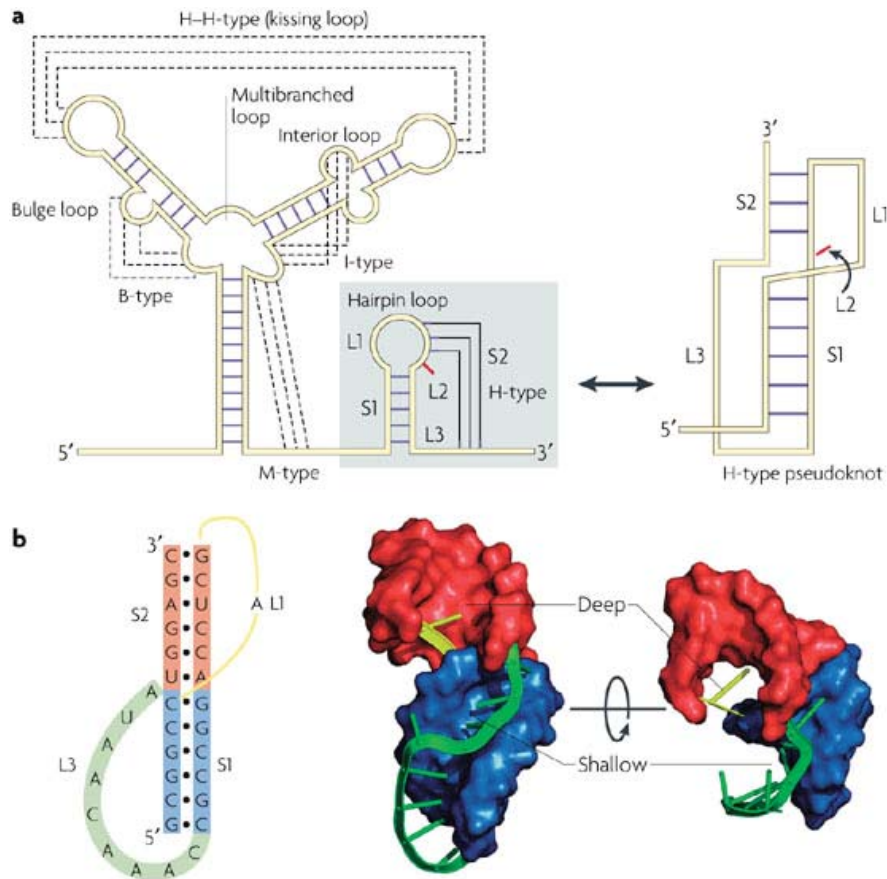 a
H–H-type (kissing loop)
Multibranched
loop
Interior loop
Bulge loop
B-type
I-type
Hairpin loop
L1
S2
L2
H-type
S1
L3
5′
3′
M-type
3′
S2
L1
L2
L3
S1
5′
H-type pseudoknot
b
3′
C G
G C
A U
G C
G C
U A
C G
C G
G C
G C
C G
G C
5′
S2
A L1
S1
L3
A
U
A
A
C
A
A
A
C
Deep
Shallow